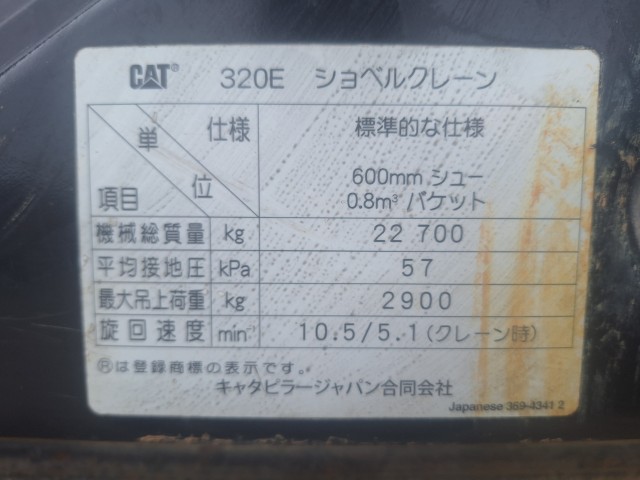 CAT® 320E ショベルクレーン
単 仕様 標準的な仕様
項目 位 600mm シュー
0.8m³ バケット
機械総質量 kg 22 700
平均接地圧 kPa 57
最大吊上荷重 kg 2900
旋回速度 min⁻¹ 10.5/5.1(クレーン時)
®は登録商標の表示です。
キャタピラージャパン合同会社
Japanese 369-4341 2